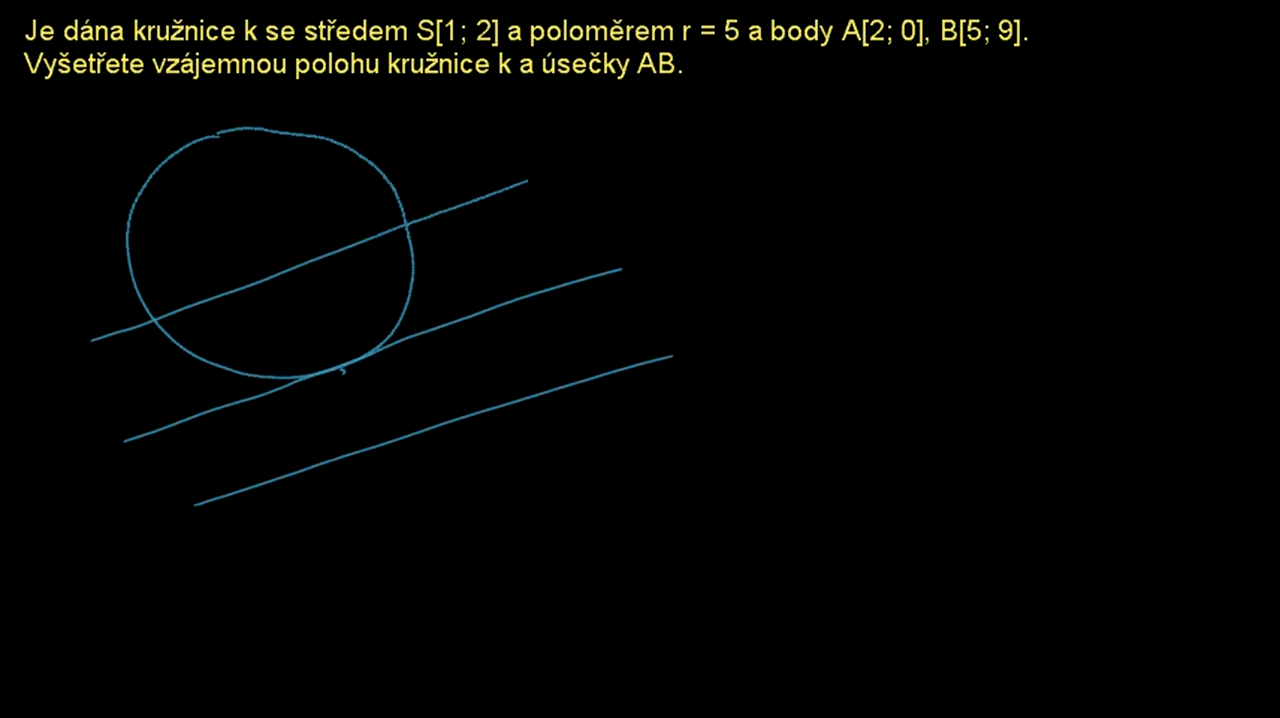 Je dána kružnice k se středem S[1; 2] a poloměrem r = 5 a body A[2; 0], B[5; 9].
Vyšetřete vzájemnou polohu kružnice k a úsečky AB.